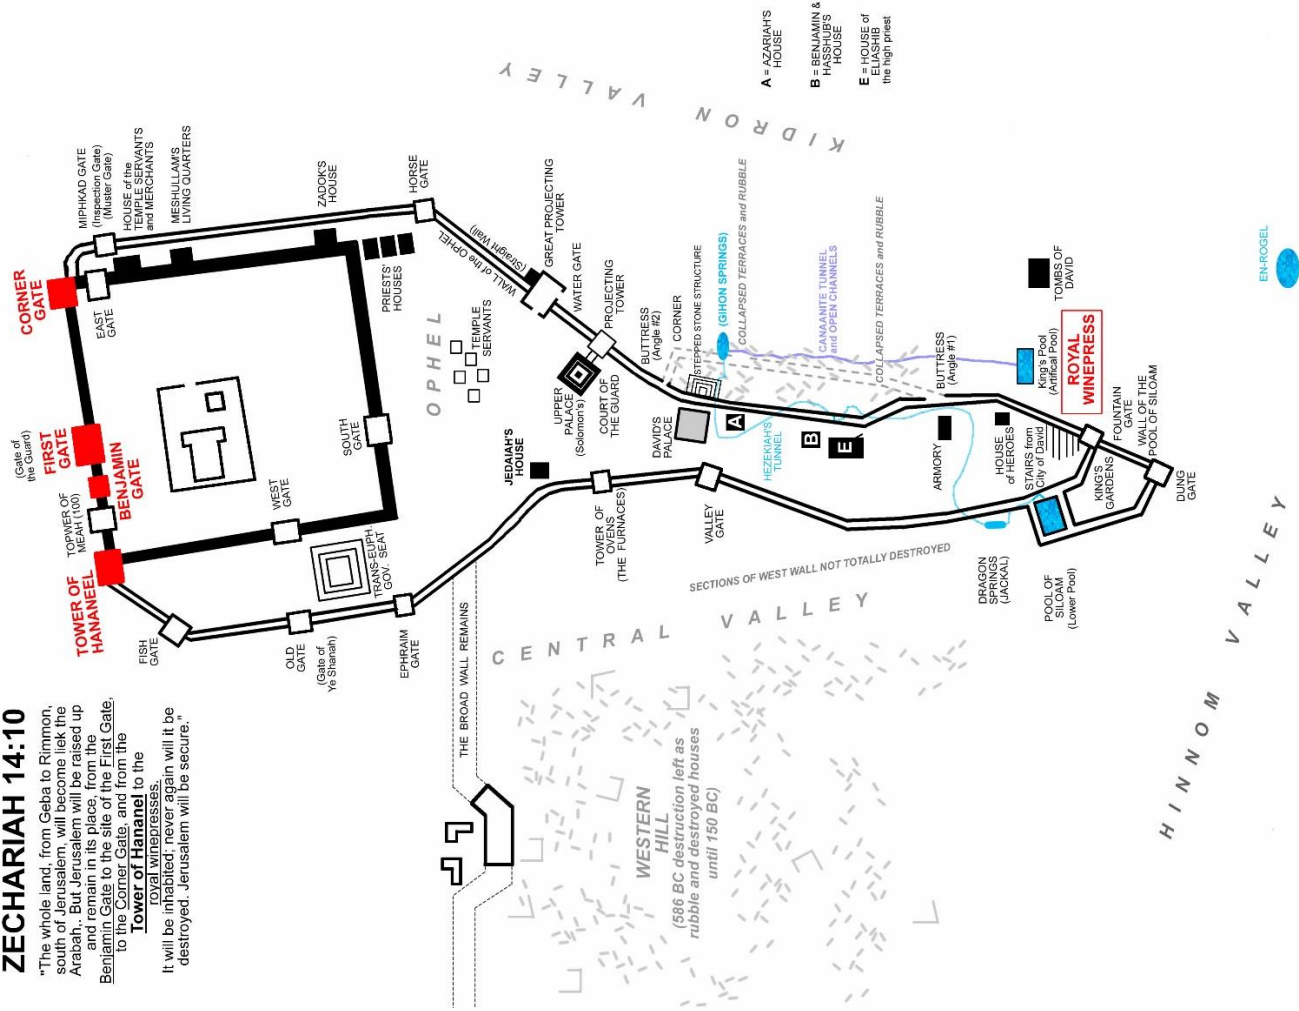 ZECHARIAH 14:10
"The whole land, from Geba to Rimmon,
south of Jerusalem, will become liek the
Arabah,. But Jerusalem will be raised up
and remain in its place, from the
Benjamin Gate to the site of the First Gate,
to the Corner Gate, and from the
Tower of Hananel to the
royal winepresses.
It will be inhabited; never again will it be
destroyed. Jerusalem will be secure."
TOWER OF
HANANEEL
TOPWER OF
MEAH (100)
BENJAMIN
GATE
(Gate of
the Guard)
FIRST
GATE
CORNER
GATE
EAST
GATE
MIPHKAD GATE
(Inspection Gate)
(Muster Gate)
HOUSE of the
TEMPLE SERVANTS
and MERCHANTS
MESHULLAM'S
LIVING QUARTERS
ZADOK'S
HOUSE
HORSE
GATE
PRIESTS'
HOUSES
SOUTH
GATE
WEST
GATE
TRANS-EUPH.
GOV. SEAT
FISH
GATE
OLD
GATE
(Gate of
Ye Shanah)
EPHRAIM
GATE
THE BROAD WALL REMAINS
OPHEL
TEMPLE
SERVANTS
WALL of the OPHEL
(Straight Wall)
GREAT PROJECTING
TOWER
WATER GATE
PROJECTING
TOWER
UPPER
PALACE
(Solomon's)
COURT OF
THE GUARD
JEDAIAH'S
HOUSE
TOWER OF
OVENS
(THE FURNACES)
VALLEY
GATE
BUTTRESS
(Angle #2)
CORNER
STEPPED STONE STRUCTURE
(GIHON SPRINGS)
COLLAPSED TERRACES and RUBBLE
DAVID'S
PALACE
A
B
E
HEZEKIAH'S
TUNNEL
CANAANITE TUNNEL
and OPEN CHANNELS
COLLAPSED TERRACES and RUBBLE
BUTTRESS
(Angle #1)
ARMORY
HOUSE
of HEROES
STAIRS from
City of David
TOMBS OF
DAVID
King's Pool
(Artifical Pool)
ROYAL
WINEPRESS
FOUNTAIN
GATE
WALL OF THE
POOL OF SILOAM
KING'S
GARDENS
DUNG
GATE
DRAGON
SPRINGS
(JACKAL)
POOL OF
SILOAM
(Lower Pool)
SECTIONS OF WEST WALL NOT TOTALLY DESTROYED
CENTRAL VALLEY
WESTERN
HILL
(586 BC destruction left as
rubble and destroyed houses
until 150 BC)
HINNOM VALLEY
KIDRON VALLEY
EN-ROGEL
A = AZARIAH'S
HOUSE
B = BENJAMIN &
HASSHUB'S
HOUSE
E = HOUSE of
ELIASHIB
the high priest